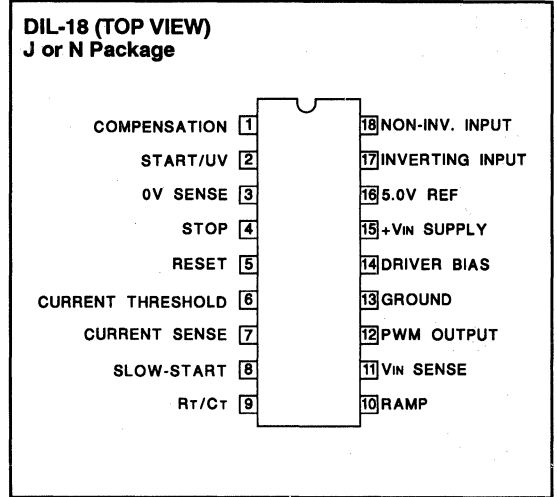 DIL-18 (TOP VIEW)
J or N Package
COMPENSATION 1
START/UV 2
0V SENSE 3
STOP 4
RESET 5
CURRENT THRESHOLD 6
CURRENT SENSE 7
SLOW-START 8
RT/CT 9
18 NON-INV. INPUT
17 INVERTING INPUT
16 5.0V REF
15 +VIN SUPPLY
14 DRIVER BIAS
13 GROUND
12 PWM OUTPUT
11 VIN SENSE
10 RAMP